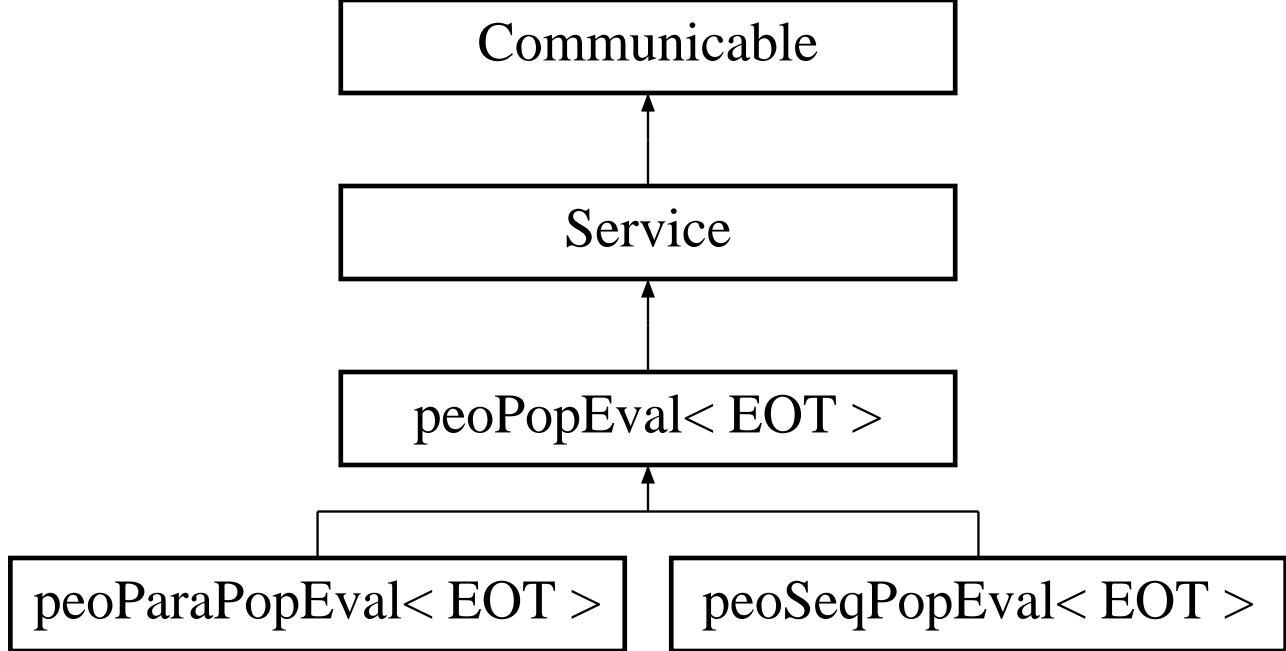 Communicable
Service
peoPopEval< EOT >
peoParaPopEval< EOT >
peoSeqPopEval< EOT >